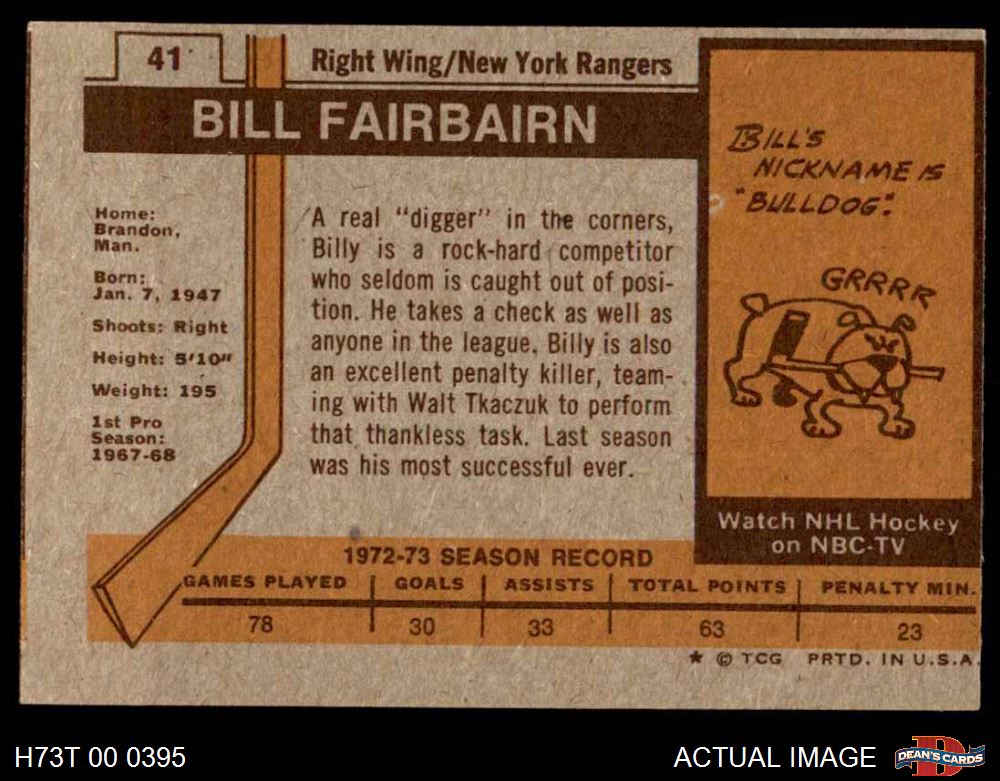 41
Right Wing/New York Rangers
BILL FAIRBAIRN
Home:
Brandon,
Man.
Born:
Jan. 7, 1947
Shoots: Right
Height: 5'10"
Weight: 195
1st Pro
Season:
1967-68
A real "digger" in the corners,
Billy is a rock-hard competitor
who seldom is caught out of posi-
tion. He takes a check as well as
anyone in the league. Billy is also
an excellent penalty killer, team-
ing with Walt Tkaczuk to perform
that thankless task. Last season
was his most successful ever.
BILL'S
NICKNAME IS
"BULLDOG".
GRRRR
Watch NHL Hockey
on NBC-TV
1972-73 SEASON RECORD
GAMES PLAYED GOALS ASSISTS TOTAL POINTS PENALTY MIN.
78 30 33 63 23
★ © TCG PRTD. IN U.S.A.
H73T 00 0395
ACTUAL IMAGE
D
DEAN'S CARDS